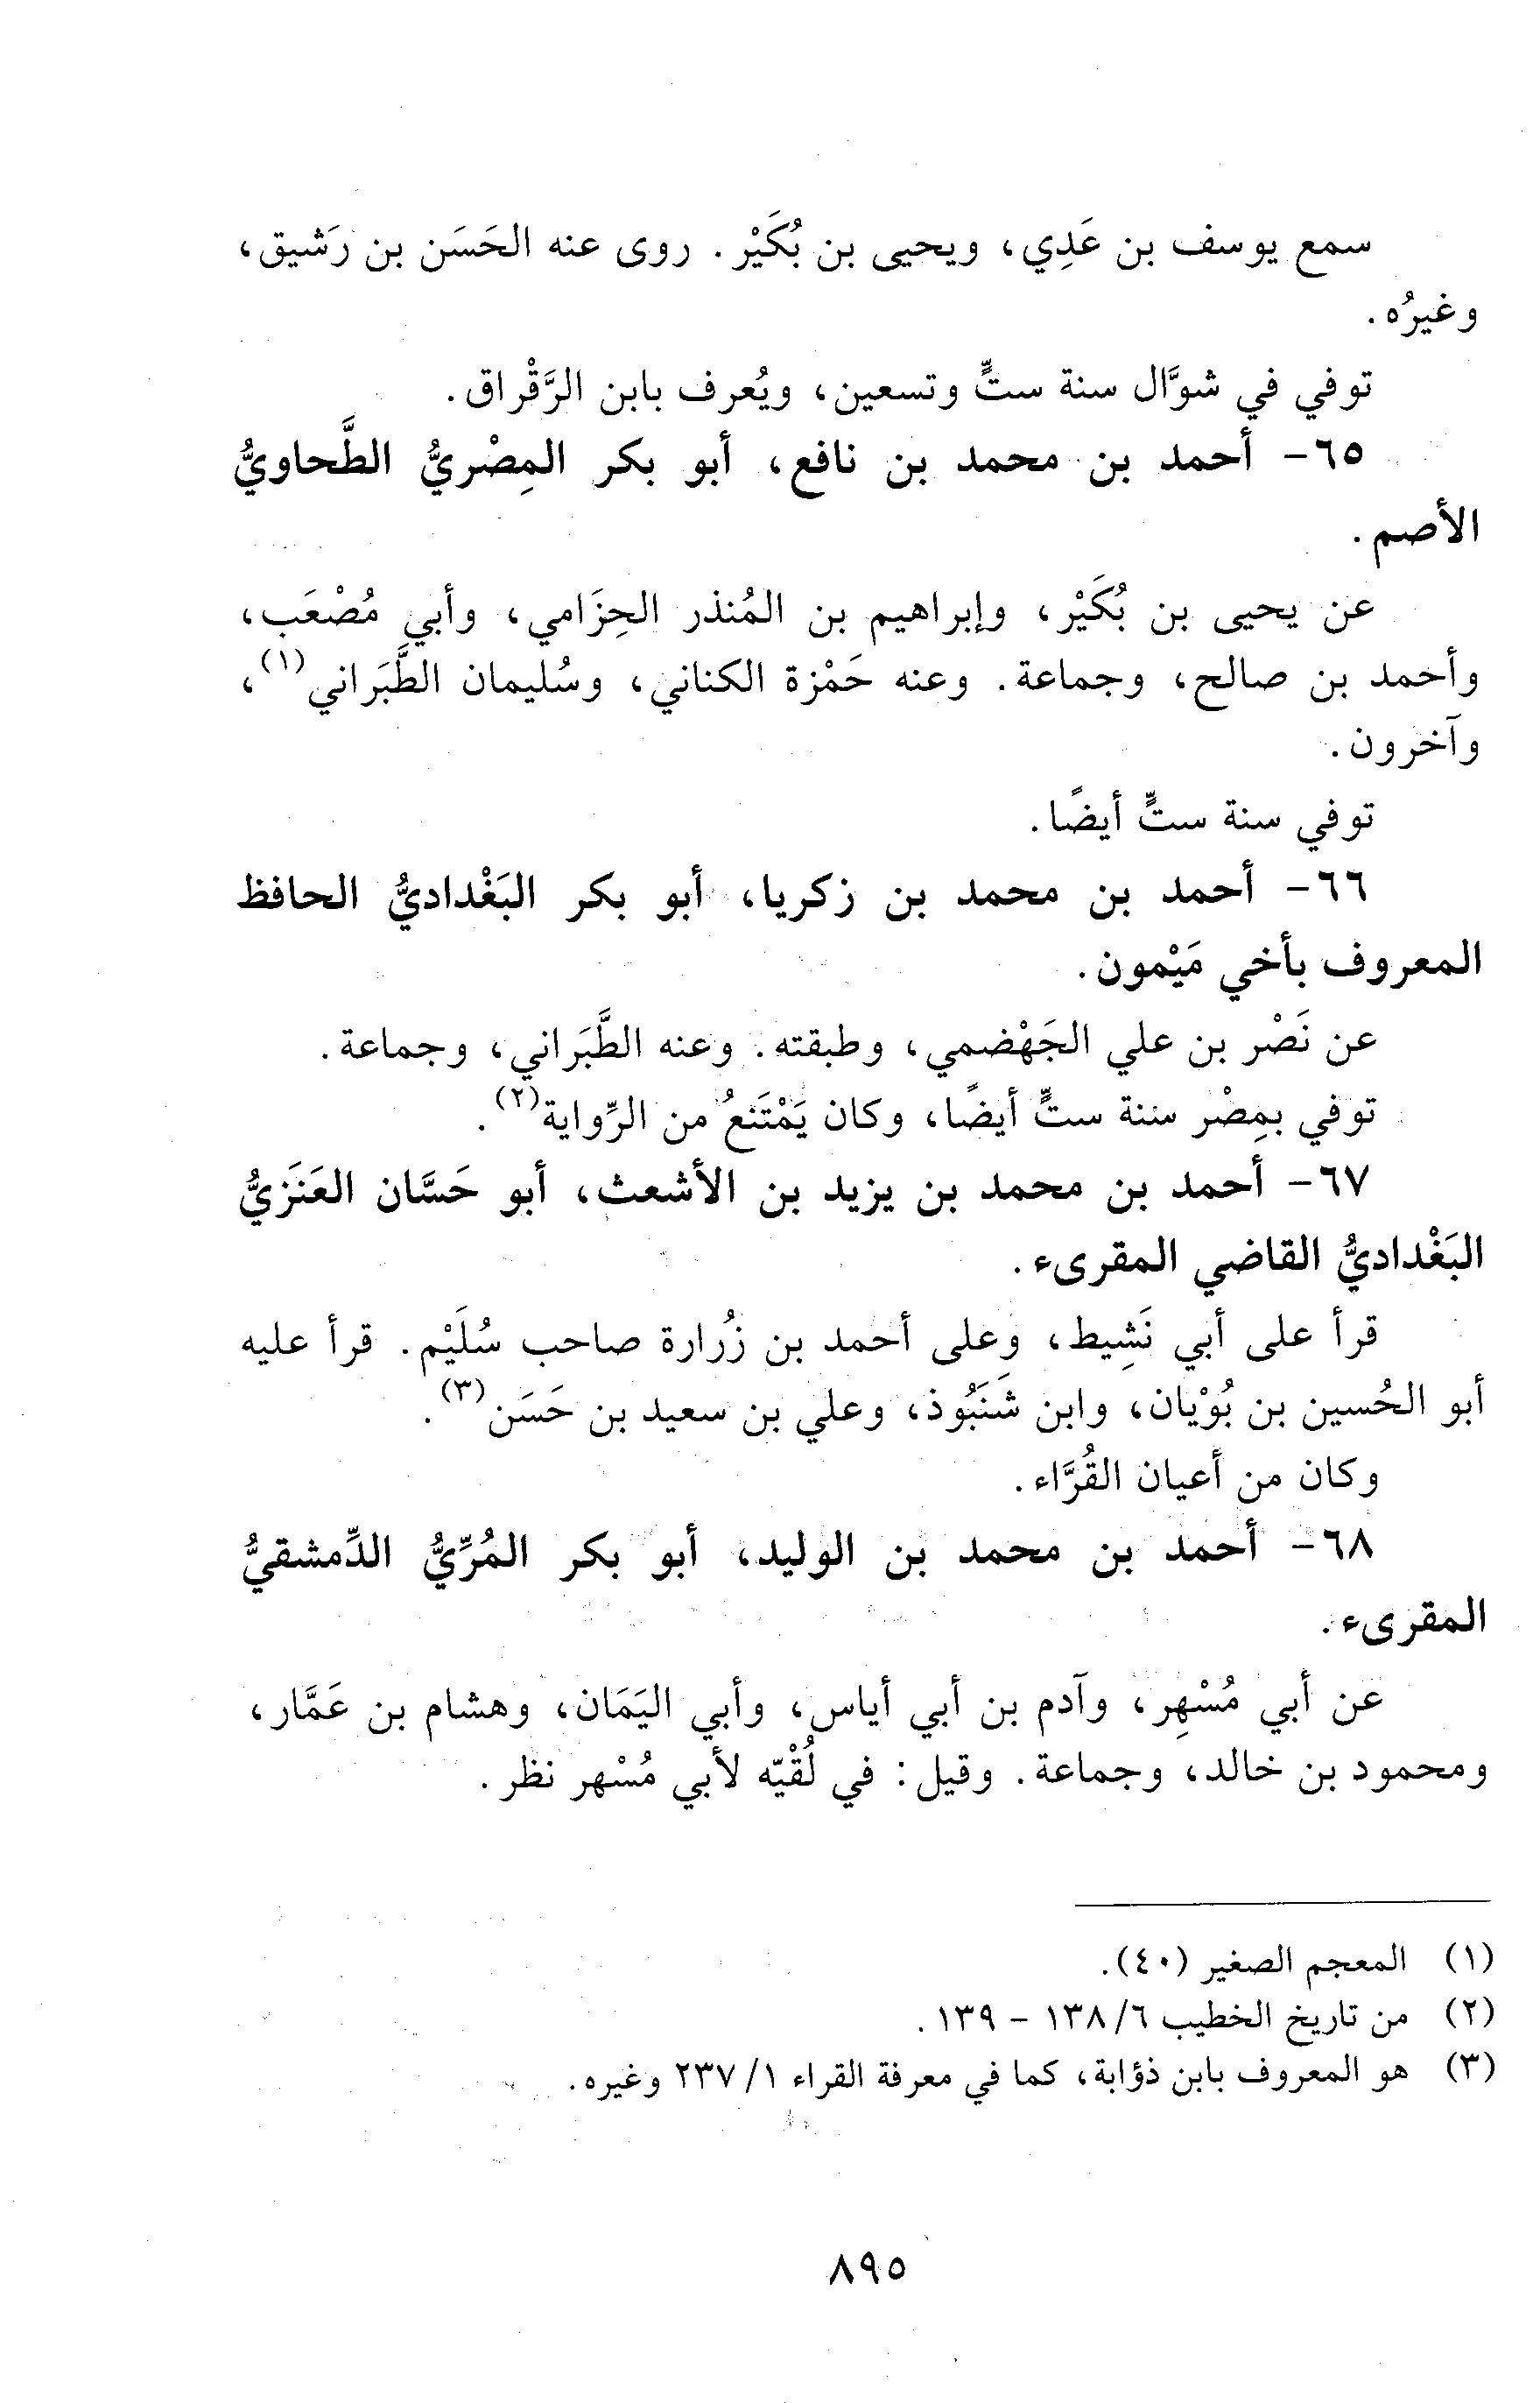 سمع يوسف بن عَدِي، ويحيى بن بُكَيْر. روى عنه الحَسَن بن رَشيق،
وغيرُه.
توفي في شوَّال سنة ستٍّ وتسعين، ويُعرف بابن الرَّقْراق.
٦٥- أحمد بن محمد بن نافع، أبو بكر المِصْريُّ الطَّحاويُّ
الأصم.
عن يحيى بن بُكَيْر، وإبراهيم بن المُنذر الحِزَامي، وأبي مُصْعَب،
وأحمد بن صالح، وجماعة. وعنه حَمْزة الكناني، وسُليمان الطَّبَراني(١)،
وآخرون.
توفي سنة ستٍّ أيضًا.
٦٦- أحمد بن محمد بن زكريا، أبو بكر البَغْداديُّ الحافظ
المعروف بأخي مَيْمون.
عن نَصْر بن علي الجَهْضمي، وطبقته. وعنه الطَّبَراني، وجماعة.
توفي بمِصْر سنة ستٍّ أيضًا، وكان يَمْتَنعُ من الرِّواية(٢).
٦٧- أحمد بن محمد بن يزيد بن الأشعث، أبو حَسَّان العَنَزيُّ
البَغْداديُّ القاضي المقرىء.
قرأ على أبي نَشِيط، وعلى أحمد بن زُرارة صاحب سُلَيْم. قرأ عليه
أبو الحُسين بن بُوْيان، وابن شَنَبُوذ، وعلي بن سعيد بن حَسَن(٣).
وكان من أعيان القُرَّاء.
٦٨- أحمد بن محمد بن الوليد، أبو بكر المُرِّيُّ الدِّمشقيُّ
المقرىء.
عن أبي مُسْهِر، وآدم بن أبي أياس، وأبي اليَمَان، وهشام بن عَمَّار،
ومحمود بن خالد، وجماعة. وقيل: في لُقْيّه لأبي مُسْهر نظر.
(١) المعجم الصغير (٤٠).
(٢) من تاريخ الخطيب ٦/ ١٣٨ - ١٣٩.
(٣) هو المعروف بابن ذؤابة، كما في معرفة القراء ١/ ٢٣٧ وغيره.
٨٩٥